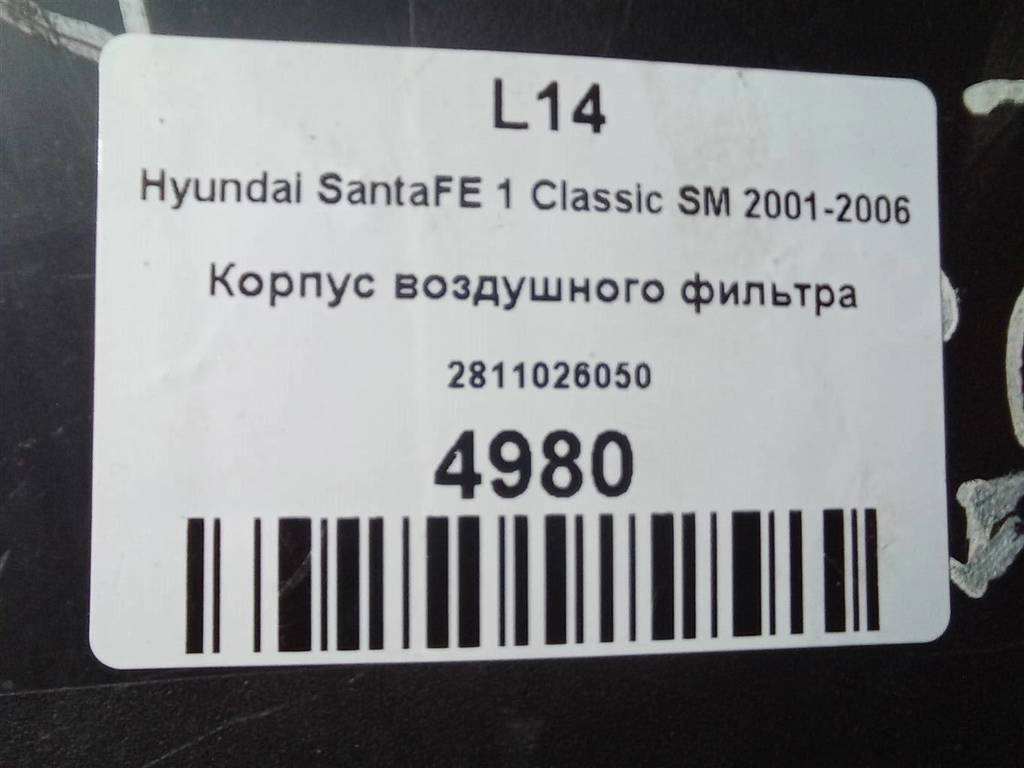 L14
Hyundai SantaFE 1 Classic SM 2001-2006
Корпус воздушного фильтра
2811026050
4980